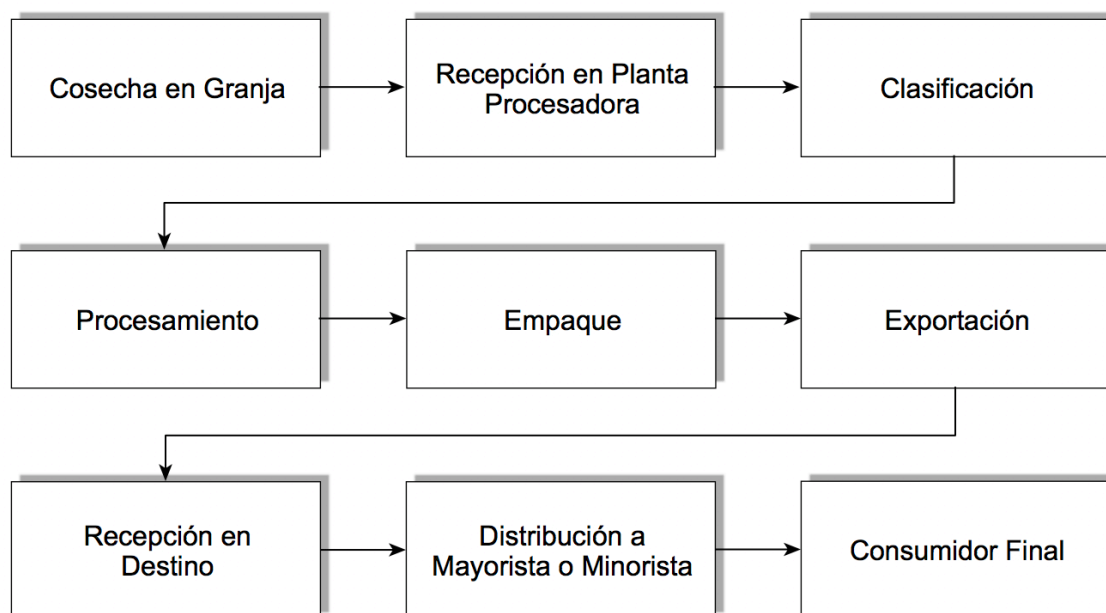 Cosecha en Granja
Recepción en Planta
Procesadora
Clasificación
Procesamiento
Empaque
Exportación
Recepción en
Destino
Distribución a
Mayorista o Minorista
Consumidor Final